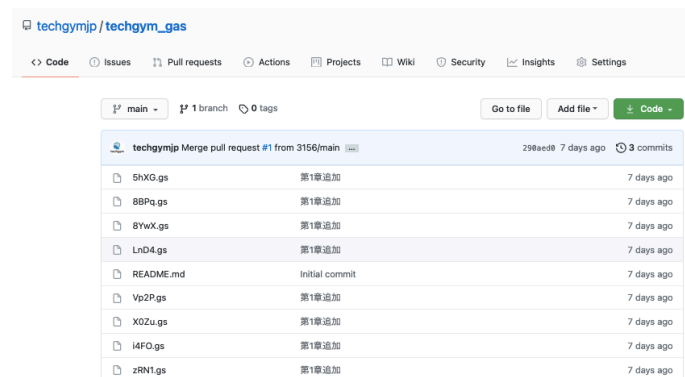 techgymjp / techgym_gas
<> Code Issues Pull requests Actions Projects Wiki Security Insights Settings
main 1 branch 0 tags Go to file Add file Code
techgymjp Merge pull request #1 from 3156/main ... 290aed0 7 days ago 3 commits
5hXG.gs 第1章追加 7 days ago
8BPq.gs 第1章追加 7 days ago
8YwX.gs 第1章追加 7 days ago
LnD4.gs 第1章追加 7 days ago
README.md Initial commit 7 days ago
Vp2P.gs 第1章追加 7 days ago
X0Zu.gs 第1章追加 7 days ago
i4FO.gs 第1章追加 7 days ago
zRN1.gs 第1章追加 7 days ago